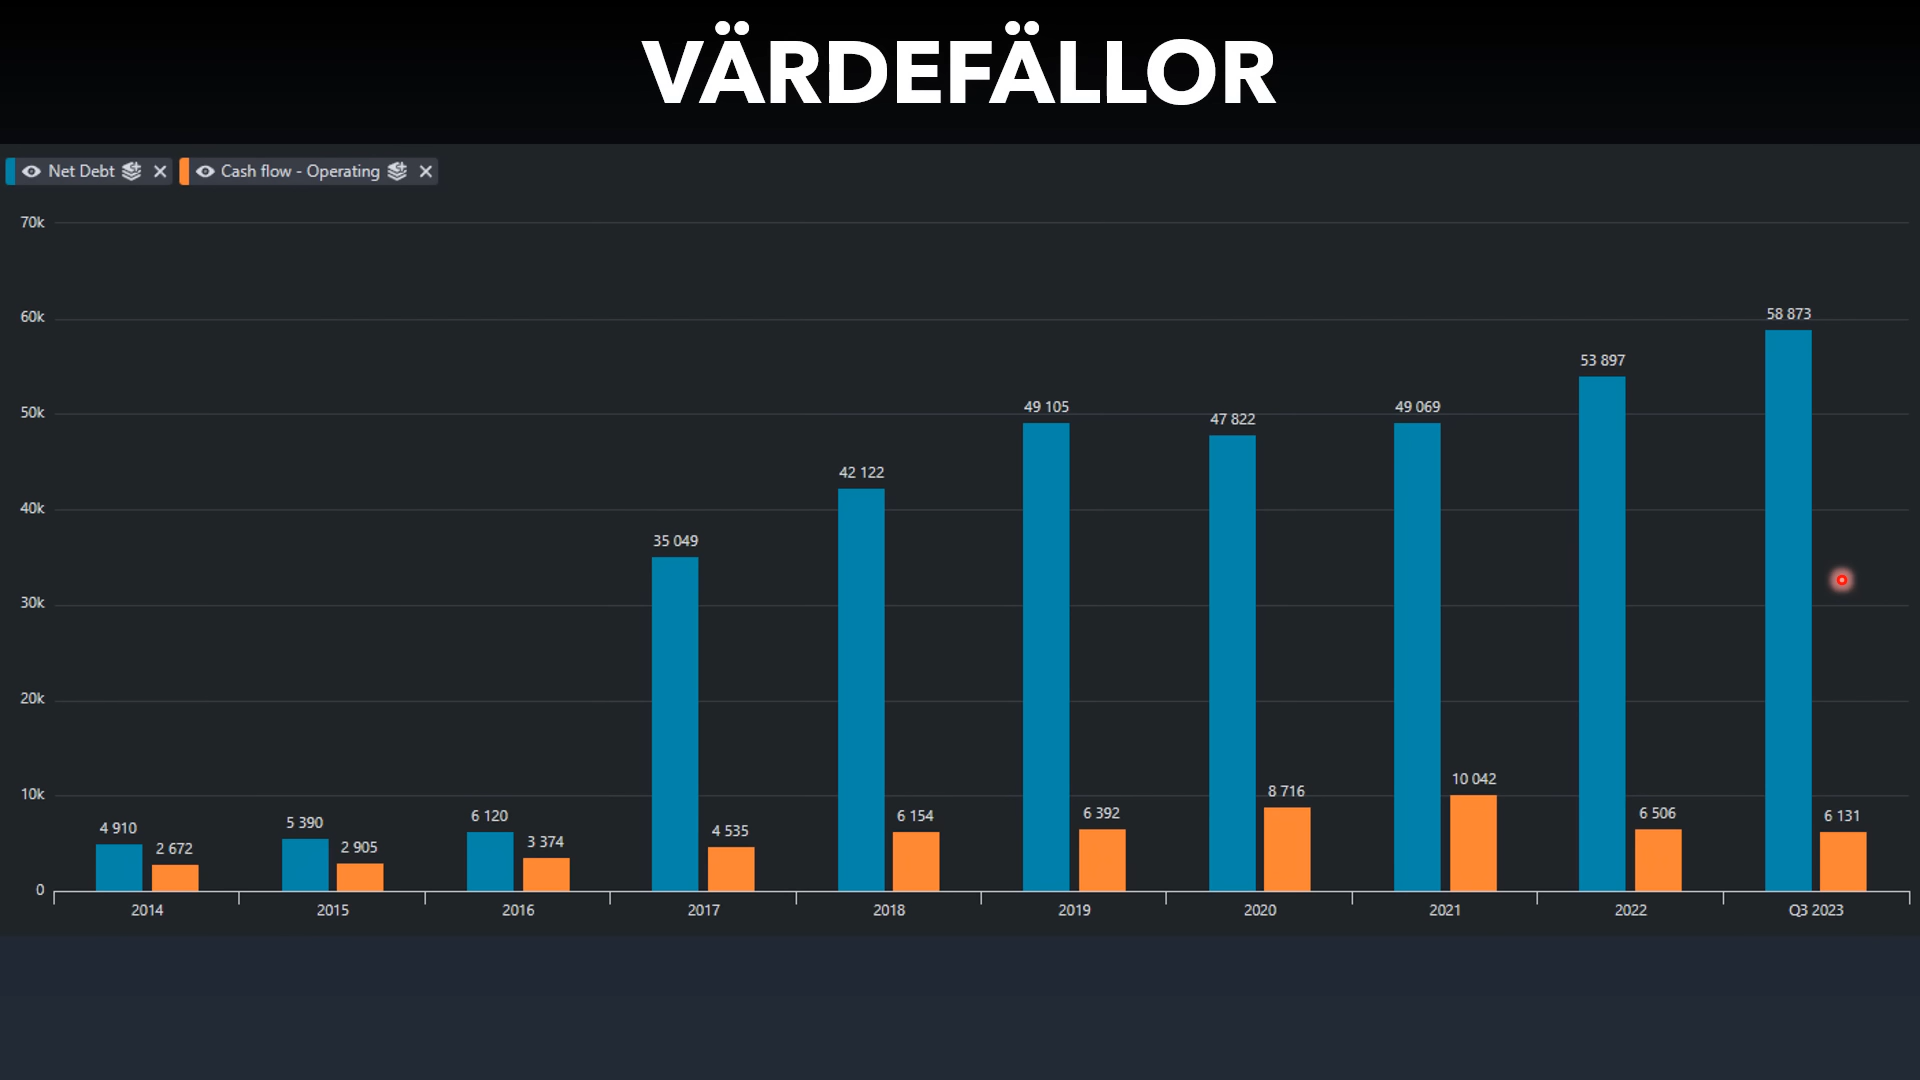 VÄRDEFÄLLOR
Net Debt Cash flow - Operating
70k
60k
50k
40k
30k
20k
10k
0
4 910 2 672
5 390 2 905
6 120 3 374
35 049 4 535
42 122 6 154
49 105 6 392
47 822 8 716
49 069 10 042
53 897 6 506
58 873 6 131
2014 2015 2016 2017 2018 2019 2020 2021 2022 Q3 2023